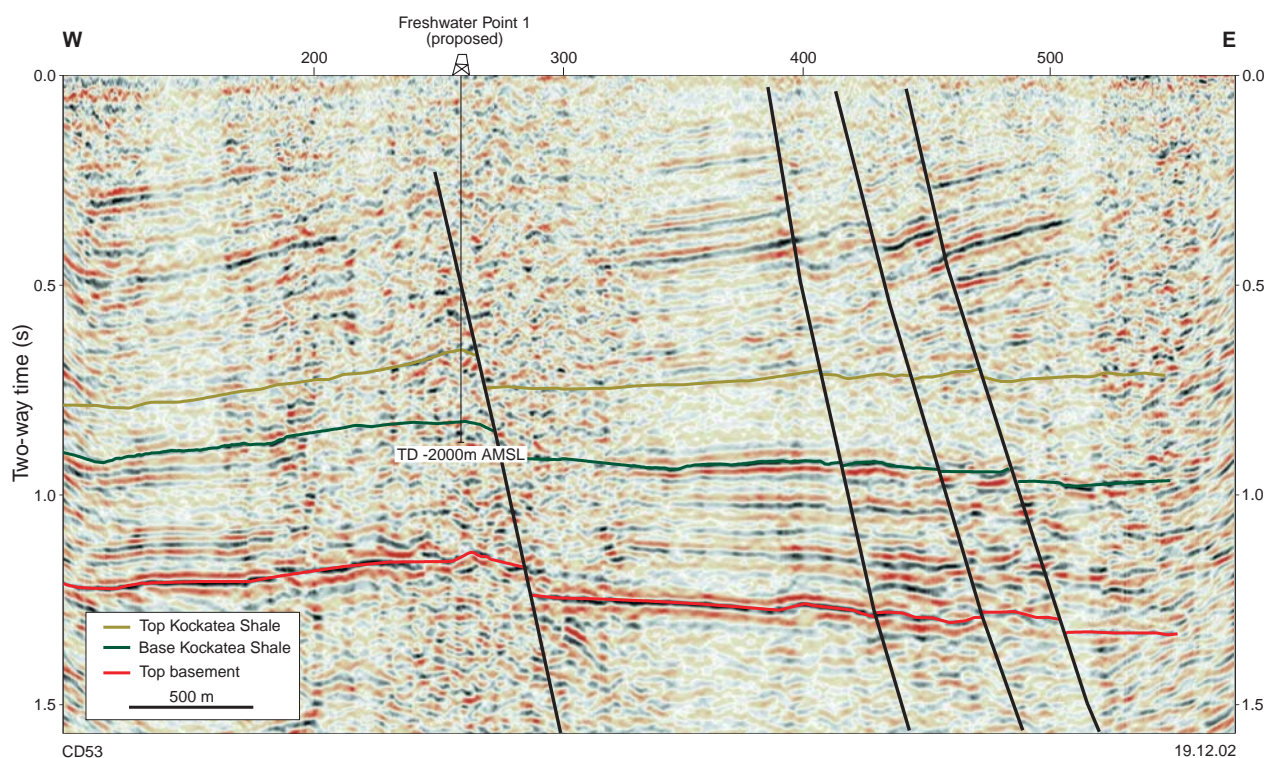 Freshwater Point 1
(proposed)
W
E
200
300
400
500
0.0
0.0
0.5
0.5
Two-way time (s)
TD -2000m AMSL
1.0
1.0
Top Kockatea Shale
Base Kockatea Shale
Top basement
500 m
1.5
1.5
CD53
19.12.02